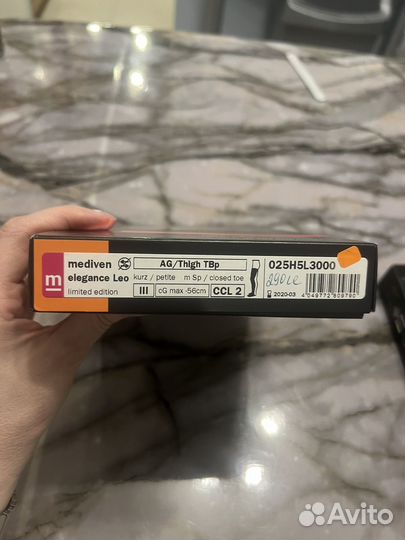 m
mediven
elegance Leo
limited edition
AG/Thigh TBp
kurz / petite
m Sp / closed toe
III
cG max -56cm
CCL 2
025H5L3000
2020-03
4 049772 809790
Avito